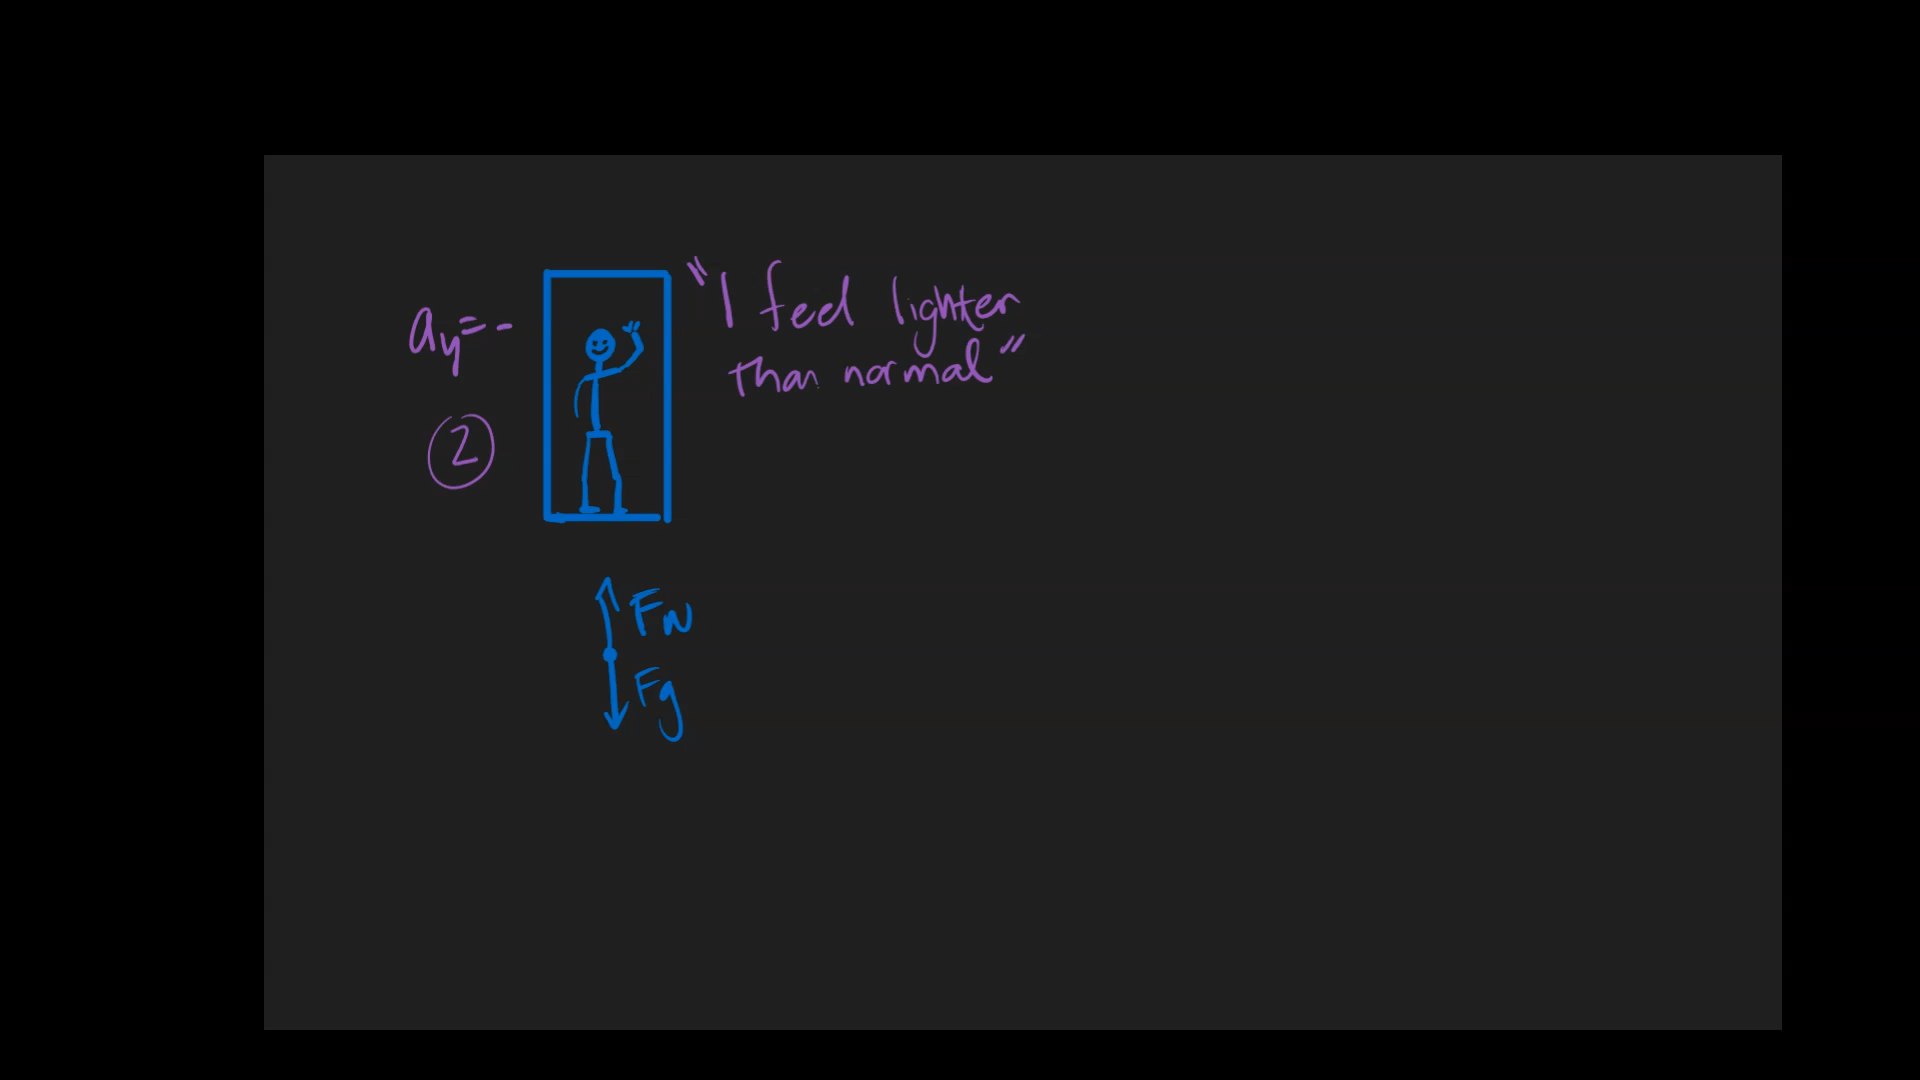 ay=-
"I feel lighter
than normal"
2
FN
Fg